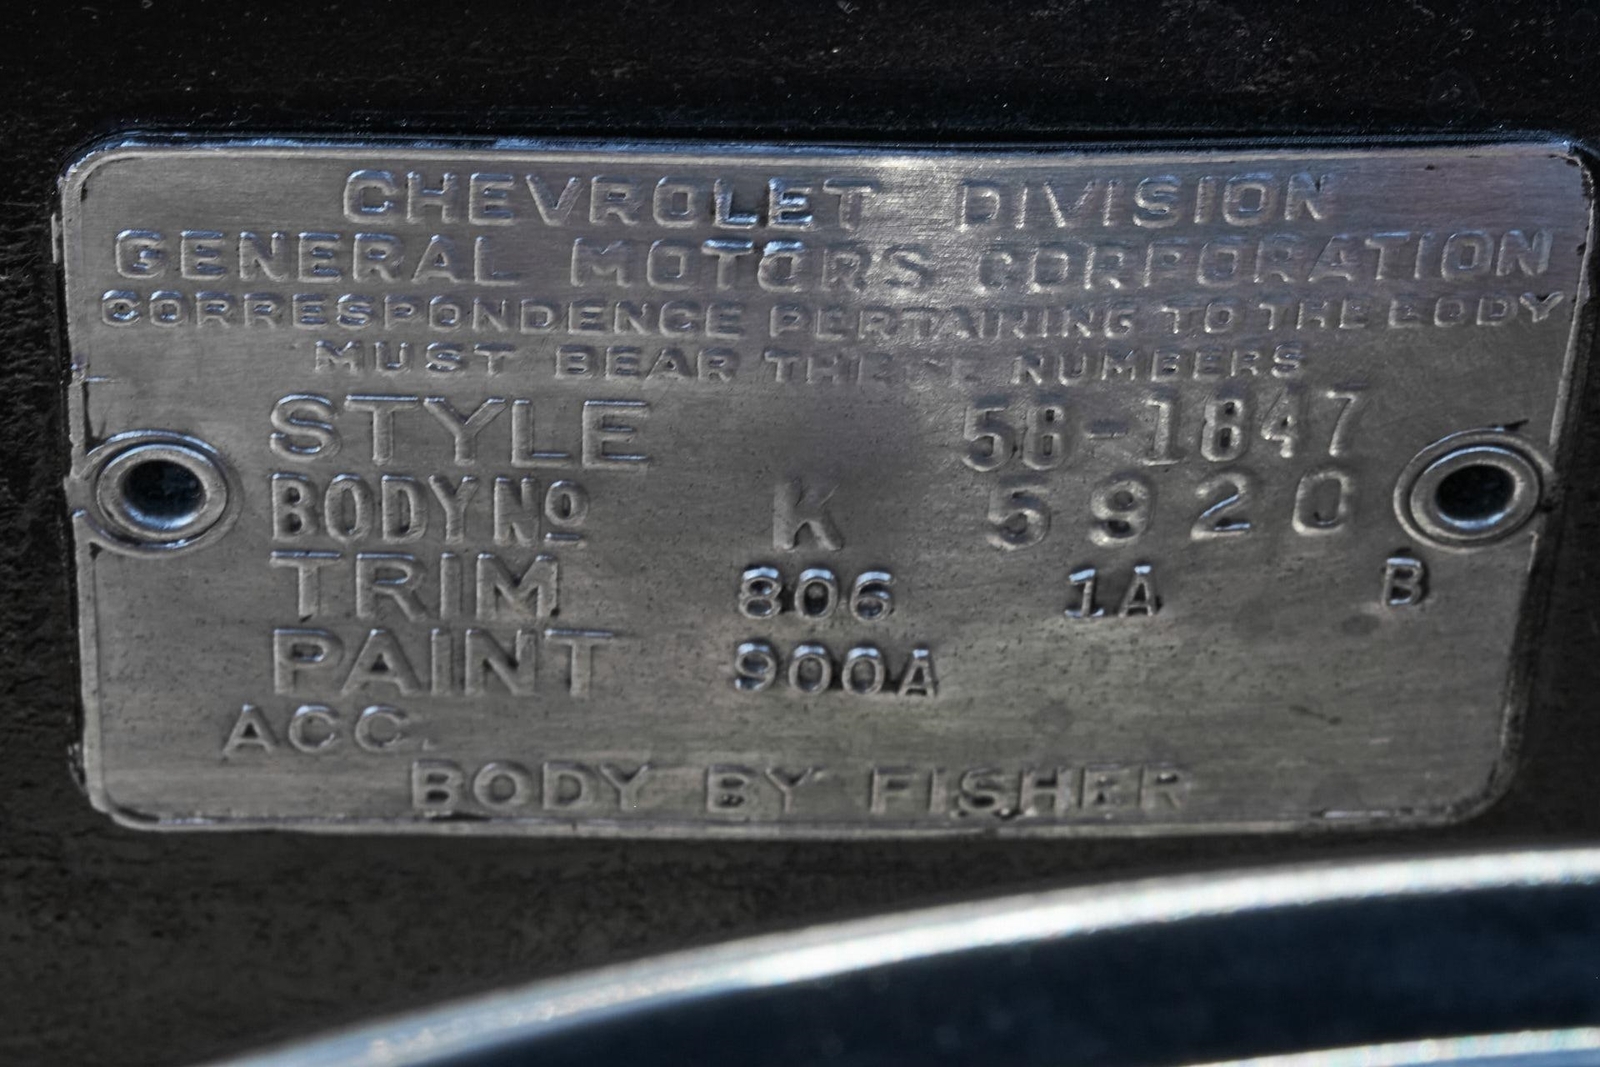 CHEVROLET DIVISION
GENERAL MOTORS CORPORATION
CORRESPONDENCE PERTAINING TO THE BODY
MUST BEAR THESE NUMBERS
STYLE 58-1847
BODY No K 5920
TRIM 806 1A B
PAINT 900A
ACC.
BODY BY FISHER